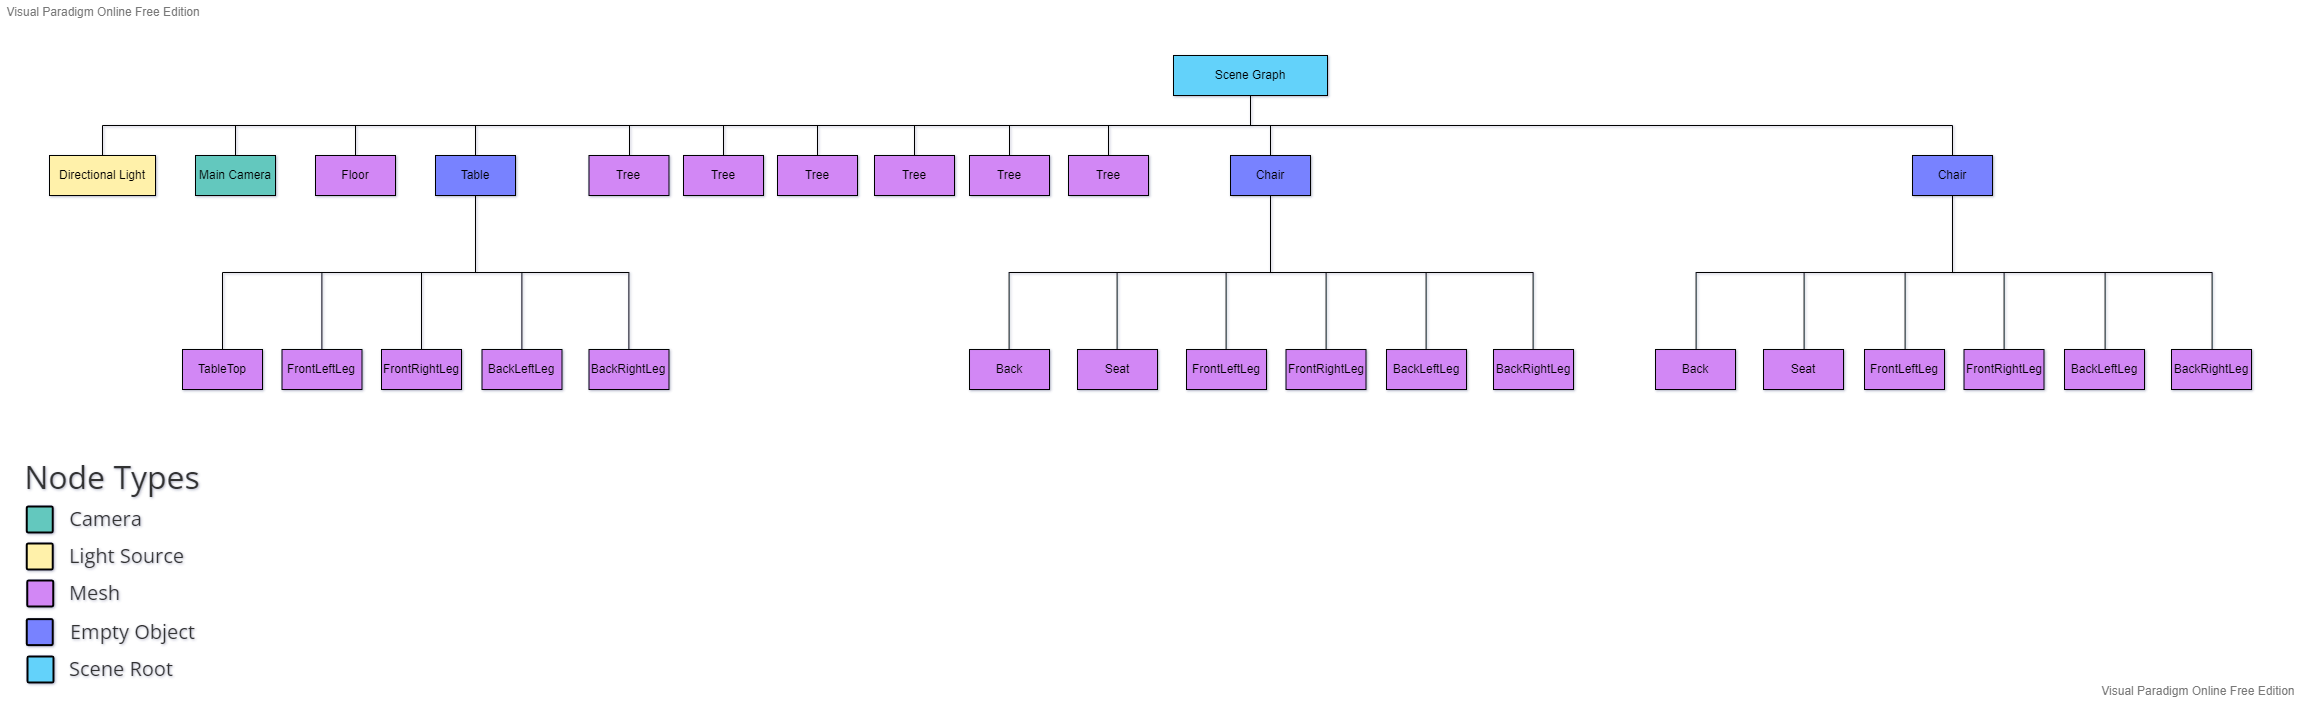 Visual Paradigm Online Free Edition
Scene Graph
Directional Light
Main Camera
Floor
Table
Tree
Tree
Tree
Tree
Tree
Tree
Chair
Chair
TableTop
FrontLeftLeg
FrontRightLeg
BackLeftLeg
BackRightLeg
Back
Seat
FrontLeftLeg
FrontRightLeg
BackLeftLeg
BackRightLeg
Back
Seat
FrontLeftLeg
FrontRightLeg
BackLeftLeg
BackRightLeg
Node Types
Camera
Light Source
Mesh
Empty Object
Scene Root
Visual Paradigm Online Free Edition